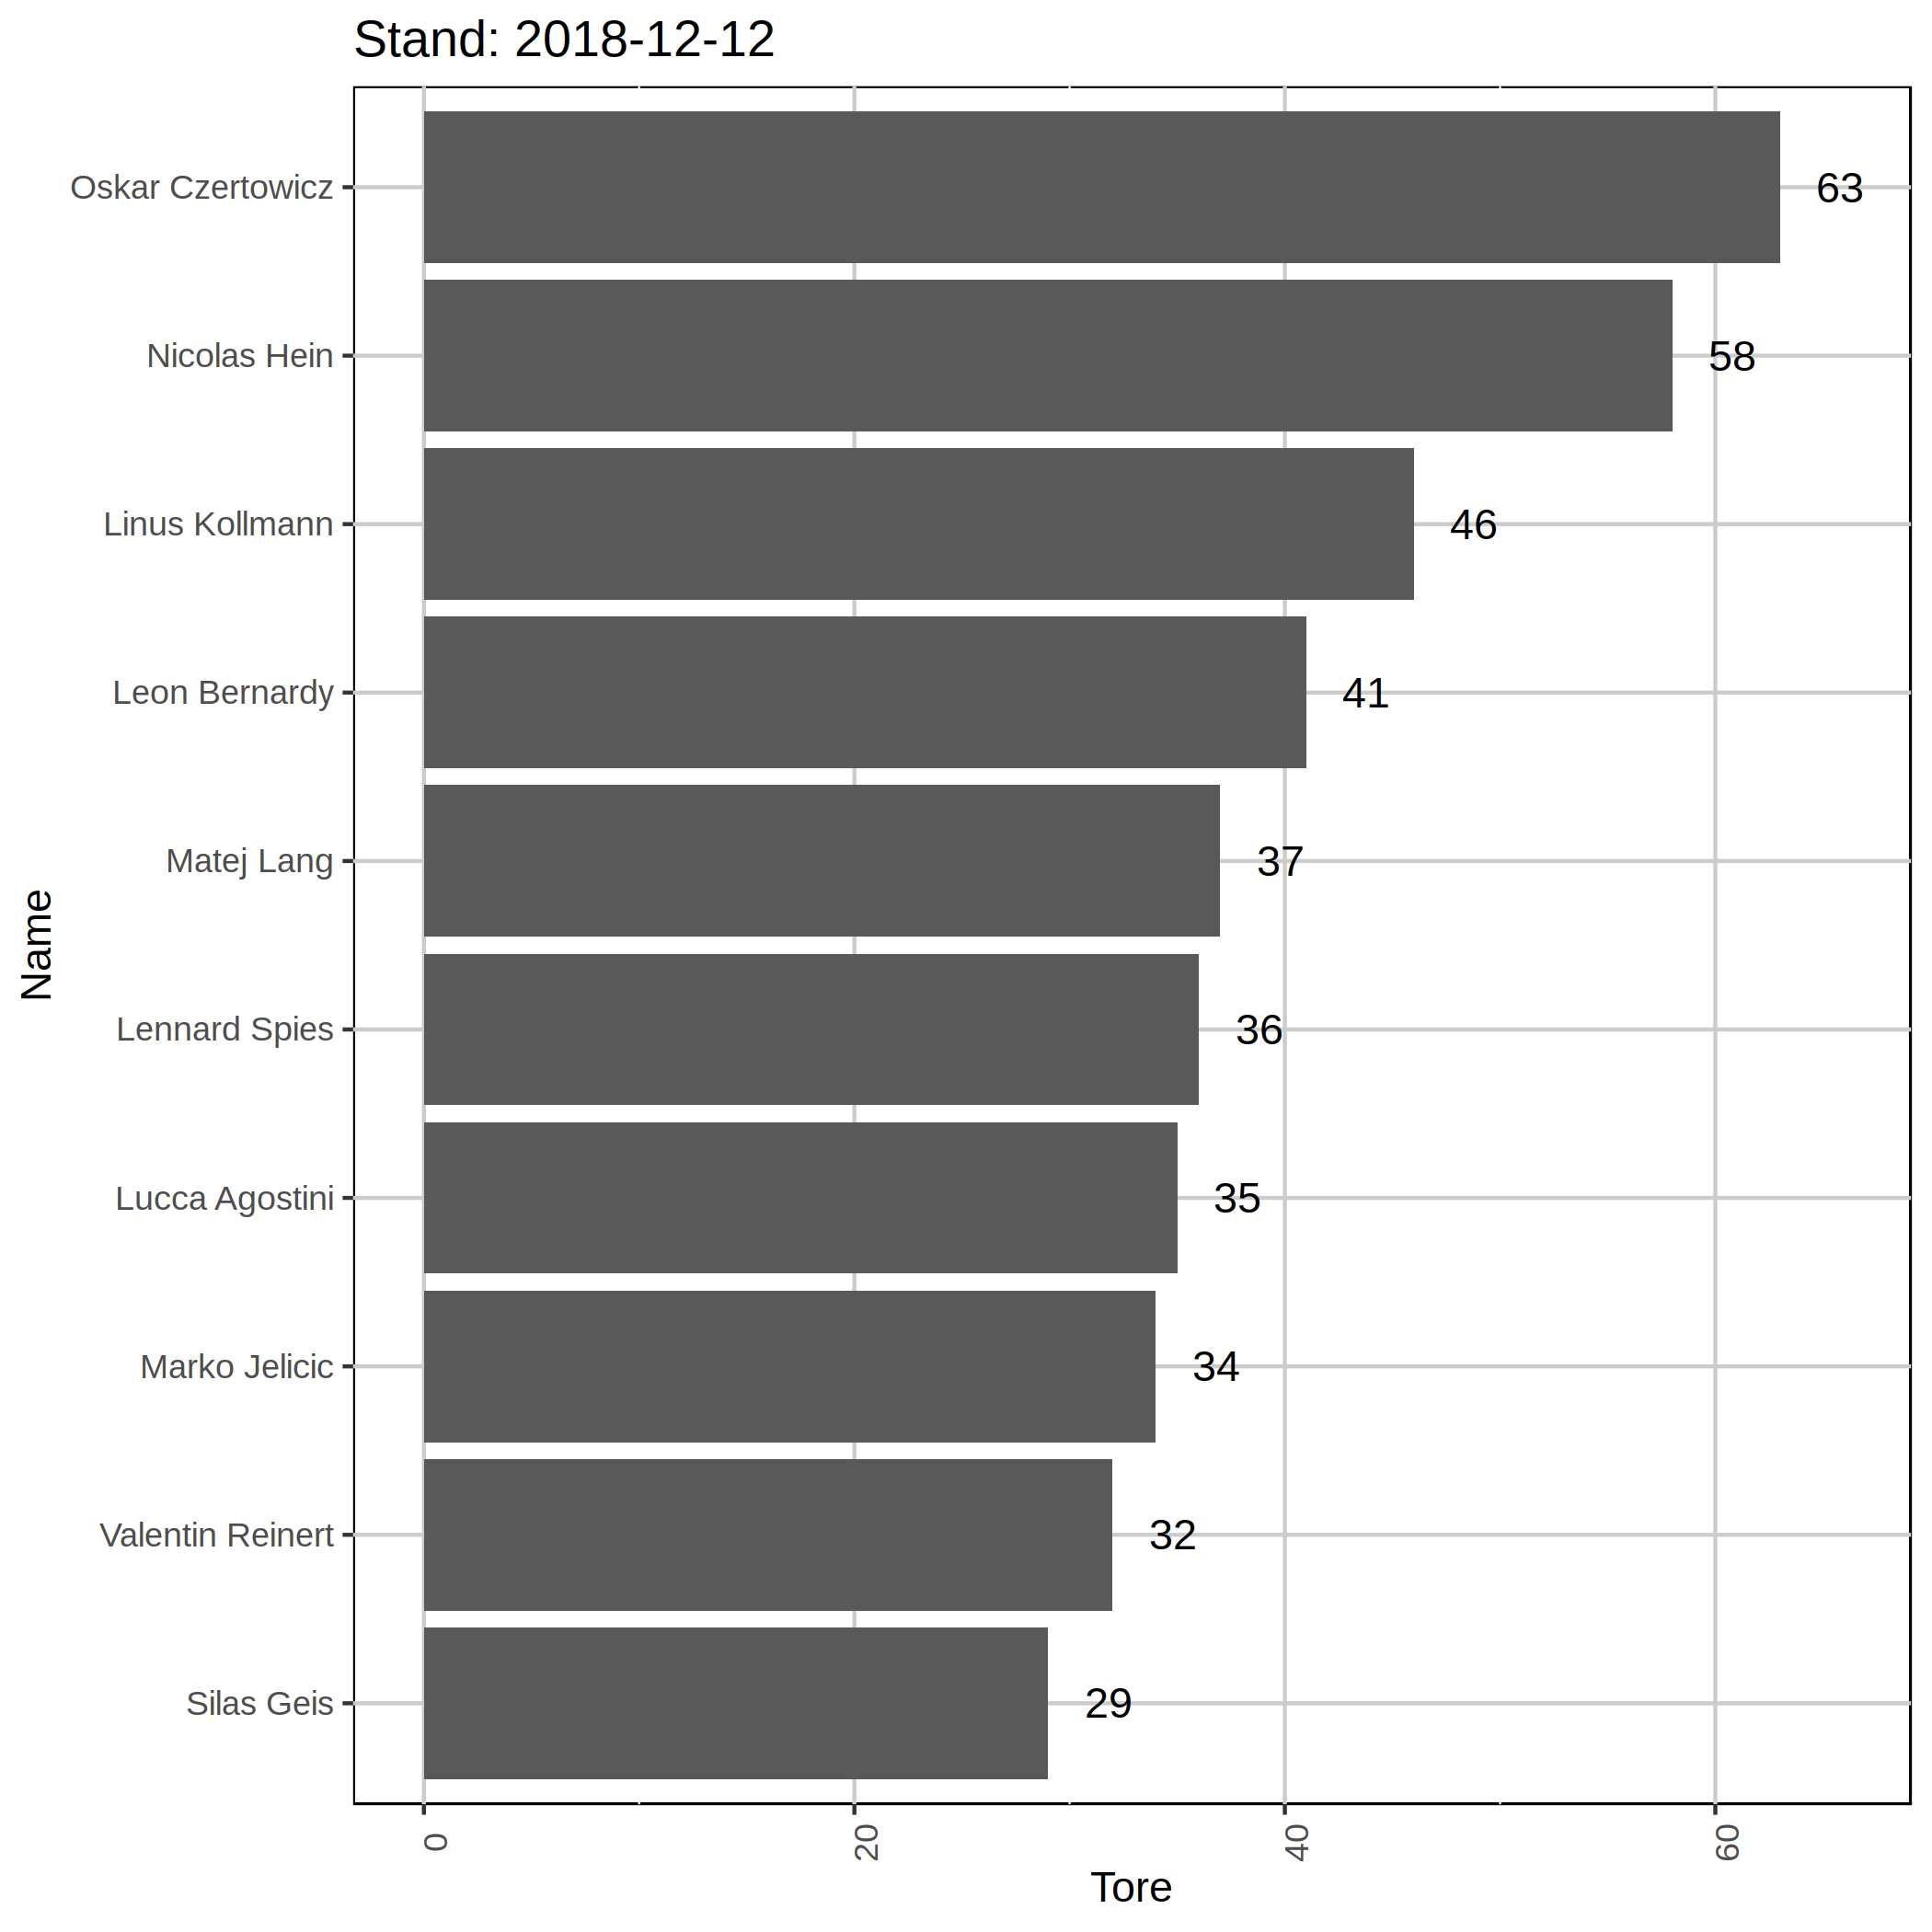 Stand: 2018-12-12
Oskar Czertowicz 63
Nicolas Hein 58
Linus Kollmann 46
Leon Bernardy 41
Matej Lang 37
Lennard Spies 36
Lucca Agostini 35
Marko Jelicic 34
Valentin Reinert 32
Silas Geis 29
Name
0 20 40 60
Tore